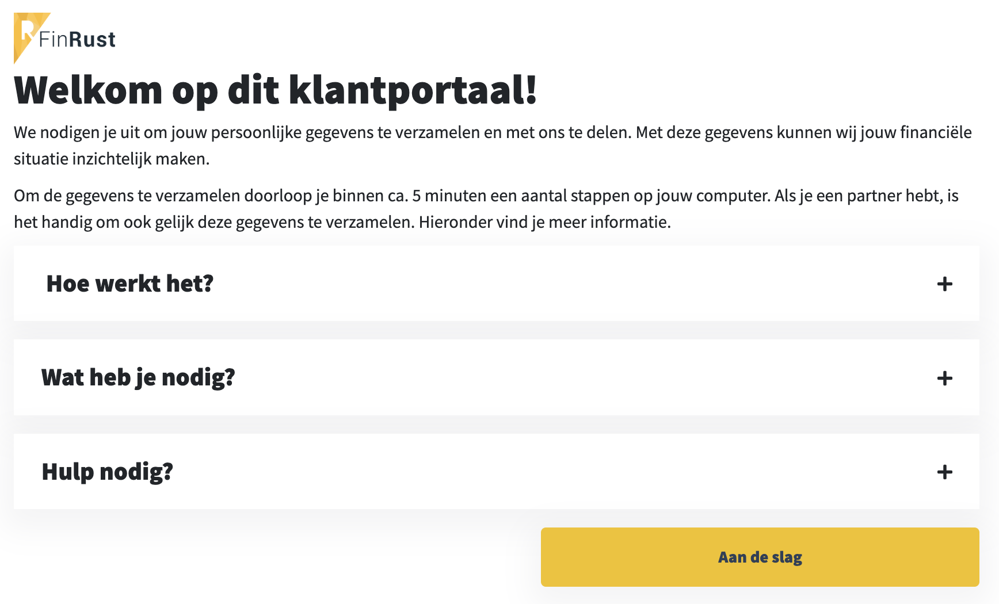 FinRust
Welkom op dit klantportaal!
We nodigen je uit om jouw persoonlijke gegevens te verzamelen en met ons te delen. Met deze gegevens kunnen wij jouw financiële
situatie inzichtelijk maken.
Om de gegevens te verzamelen doorloop je binnen ca. 5 minuten een aantal stappen op jouw computer. Als je een partner hebt, is
het handig om ook gelijk deze gegevens te verzamelen. Hieronder vind je meer informatie.
Hoe werkt het?
Wat heb je nodig?
Hulp nodig?
Aan de slag